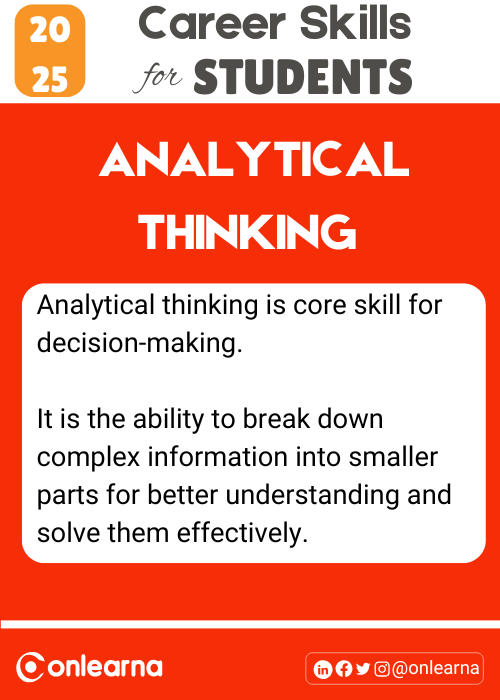 20
25
Career Skills
for STUDENTS
ANALYTICAL
THINKING
Analytical thinking is core skill for
decision-making.
It is the ability to break down
complex information into smaller
parts for better understanding and
solve them effectively.
onlearna
@onlearna